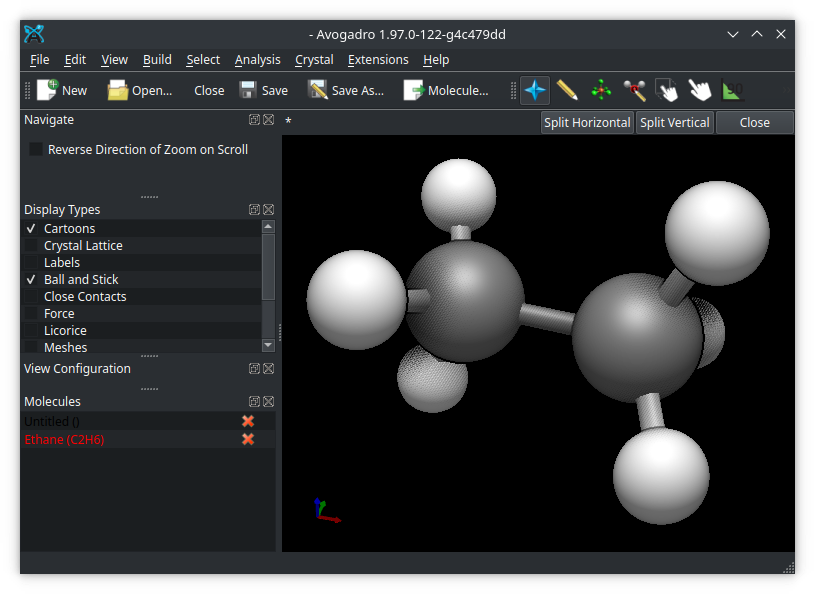 - Avogadro 1.97.0-122-g4c479dd
File Edit View Build Select Analysis Crystal Extensions Help
New Open... Close Save Save As... Molecule...
Navigate
* Split Horizontal Split Vertical Close
Reverse Direction of Zoom on Scroll
Display Types
Cartoons
Crystal Lattice
Labels
Ball and Stick
Close Contacts
Force
Licorice
Meshes
View Configuration
Molecules
Untitled ()
Ethane (C2H6)